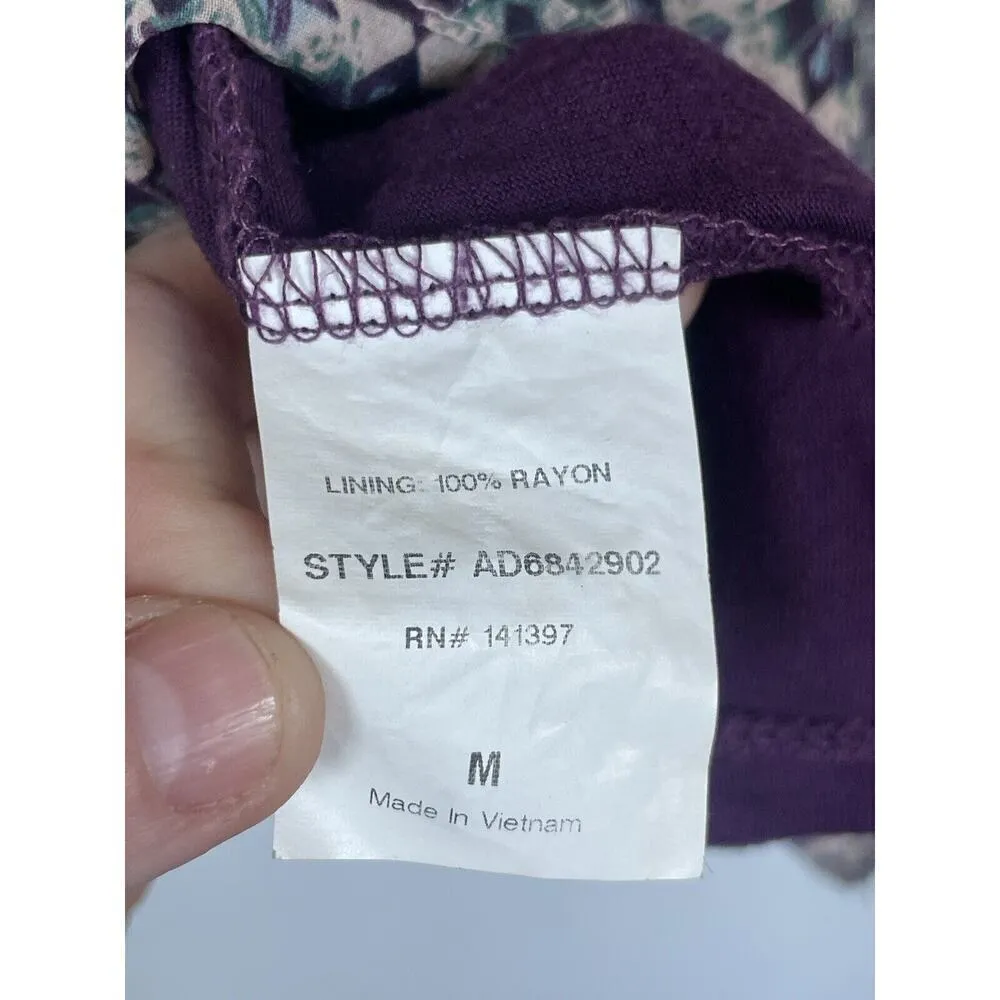 LINING: 100% RAYON
STYLE# AD6842902
RN# 141397
M
Made In Vietnam